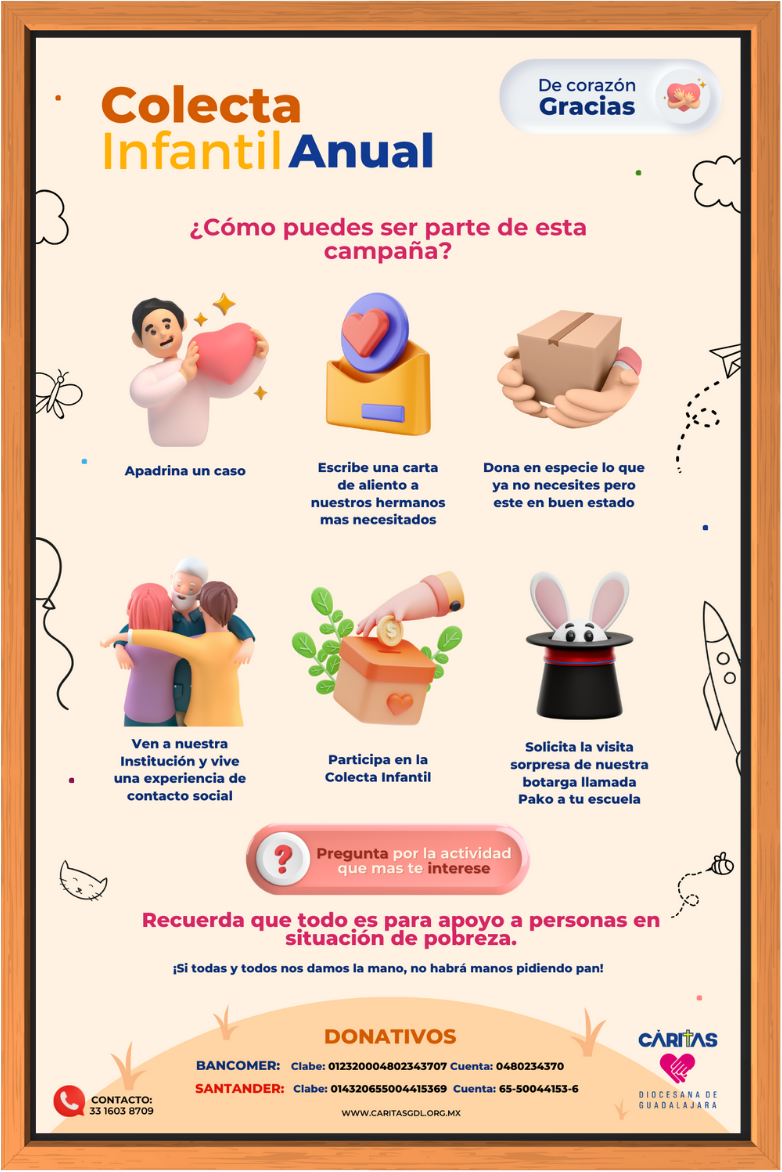 Colecta
Infantil Anual
De corazón
Gracias
¿Cómo puedes ser parte de esta
campaña?
Apadrina un caso
Escribe una carta
de aliento a
nuestros hermanos
mas necesitados
Dona en especie lo que
ya no necesites pero
este en buen estado
Ven a nuestra
Institución y vive
una experiencia de
contacto social
Participa en la
Colecta Infantil
Solicita la visita
sorpresa de nuestra
botarga llamada
Pako a tu escuela
? Pregunta por la actividad
que mas te interese
Recuerda que todo es para apoyo a personas en
situación de pobreza.
¡Si todas y todos nos damos la mano, no habrá manos pidiendo pan!
DONATIVOS
BANCOMER: Clabe: 012320004802343707 Cuenta: 0480234370
SANTANDER: Clabe: 014320655004415369 Cuenta: 65-50044153-6
WWW.CARITASGDL.ORG.MX
CONTACTO:
33 1603 8709
CÀRITAS
DIOCESANA DE
GUADALAJARA